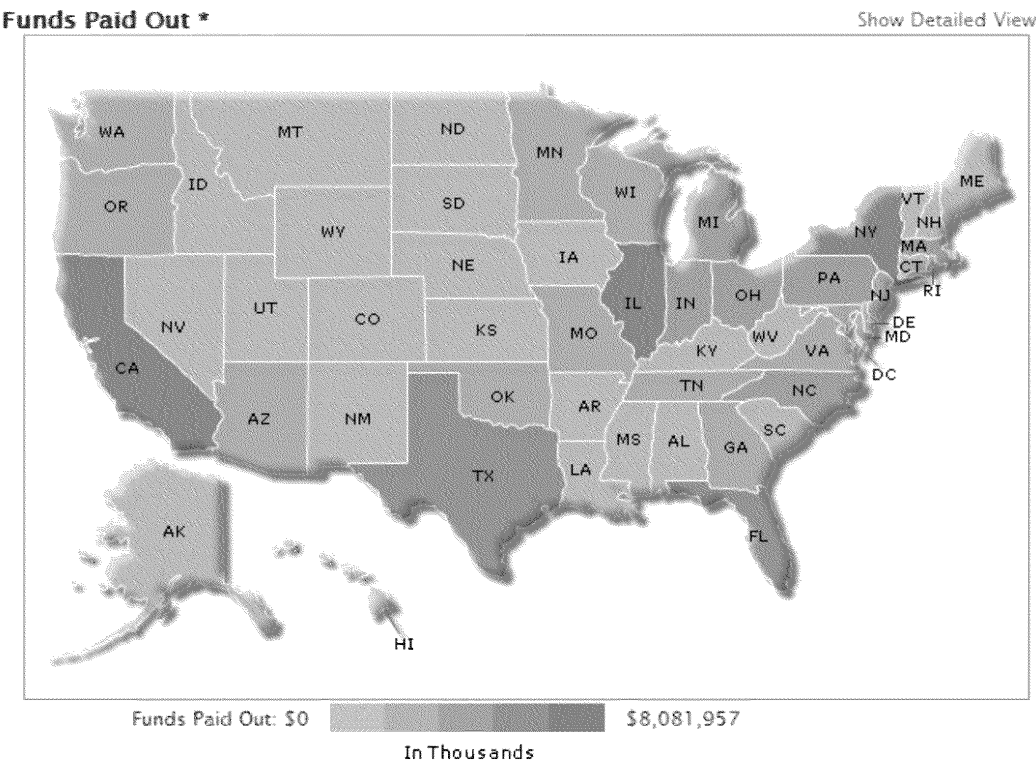 Funds Paid Out *
Show Detailed View
WA
MT
ND
MN
ID
OR
SD
WI
MI
ME
VT
NH
WY
NY
MA
CT
RI
IA
NE
PA
NJ
IL
IN
OH
UT
NV
CO
KS
MO
KY
WV
VA
DE
MD
DC
CA
TN
NC
AZ
NM
OK
AR
SC
MS
AL
GA
LA
TX
FL
AK
HI
Funds Paid Out: $0
$8,081,957
In Thousands